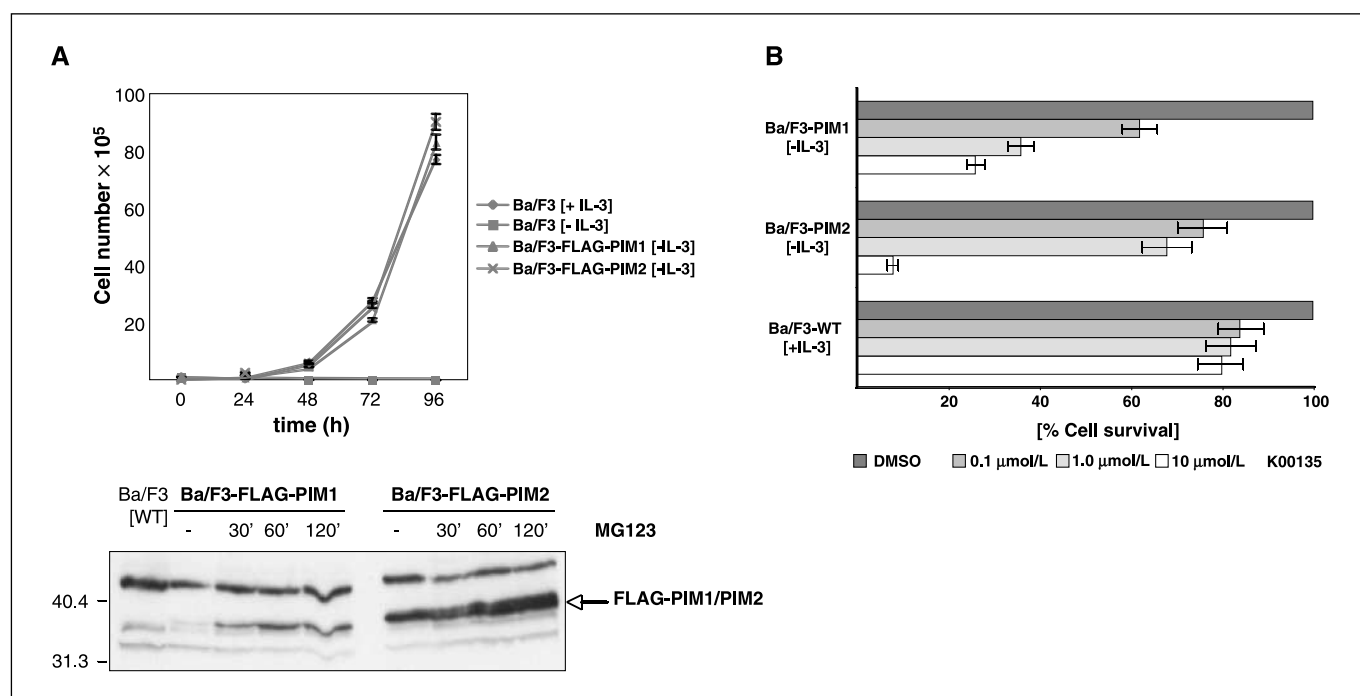 A
Cell number × 10⁵
100
80
60
40
20
0 24 48 72 96
time (h)
Ba/F3 [+ IL-3]
Ba/F3 [- IL-3]
Ba/F3-FLAG-PIM1 [-IL-3]
Ba/F3-FLAG-PIM2 [-IL-3]
Ba/F3 [WT]
Ba/F3-FLAG-PIM1
Ba/F3-FLAG-PIM2
- 30' 60' 120' - 30' 60' 120' MG123
40.4
31.3
FLAG-PIM1/PIM2
B
Ba/F3-PIM1
[-IL-3]
Ba/F3-PIM2
[-IL-3]
Ba/F3-WT
[+IL-3]
20 40 60 80 100
[% Cell survival]
DMSO 0.1 μmol/L 1.0 μmol/L 10 μmol/L K00135